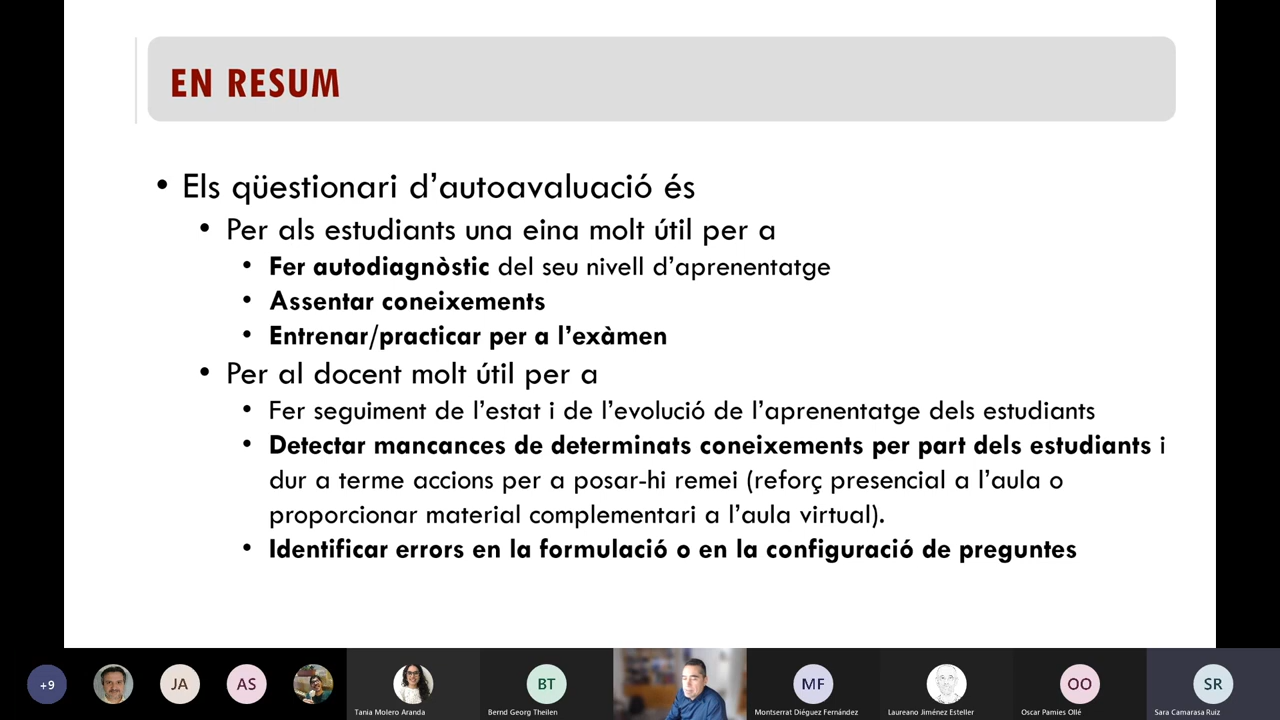 EN RESUM
• Els qüestionari d’autoavaluació és
• Per als estudiants una eina molt útil per a
• Fer autodiagnòstic del seu nivell d’aprenentatge
• Assentar coneixements
• Entrenar/practicar per a l’exàmen
• Per al docent molt útil per a
• Fer seguiment de l’estat i de l’evolució de l’aprenentatge dels estudiants
• Detectar mancances de determinats coneixements per part dels estudiants i
dur a terme accions per a posar-hi remei (reforç presencial a l’aula o
proporcionar material complementari a l’aula virtual).
• Identificar errors en la formulació o en la configuració de preguntes
+9
JA
AS
BT
MF
OO
SR
Tania Molero Aranda
Bernd Georg Theilen
Montserrat Diéguez Fernández
Laureano Jiménez Esteller
Oscar Pamies Ollé
Sara Camarasa Ruiz